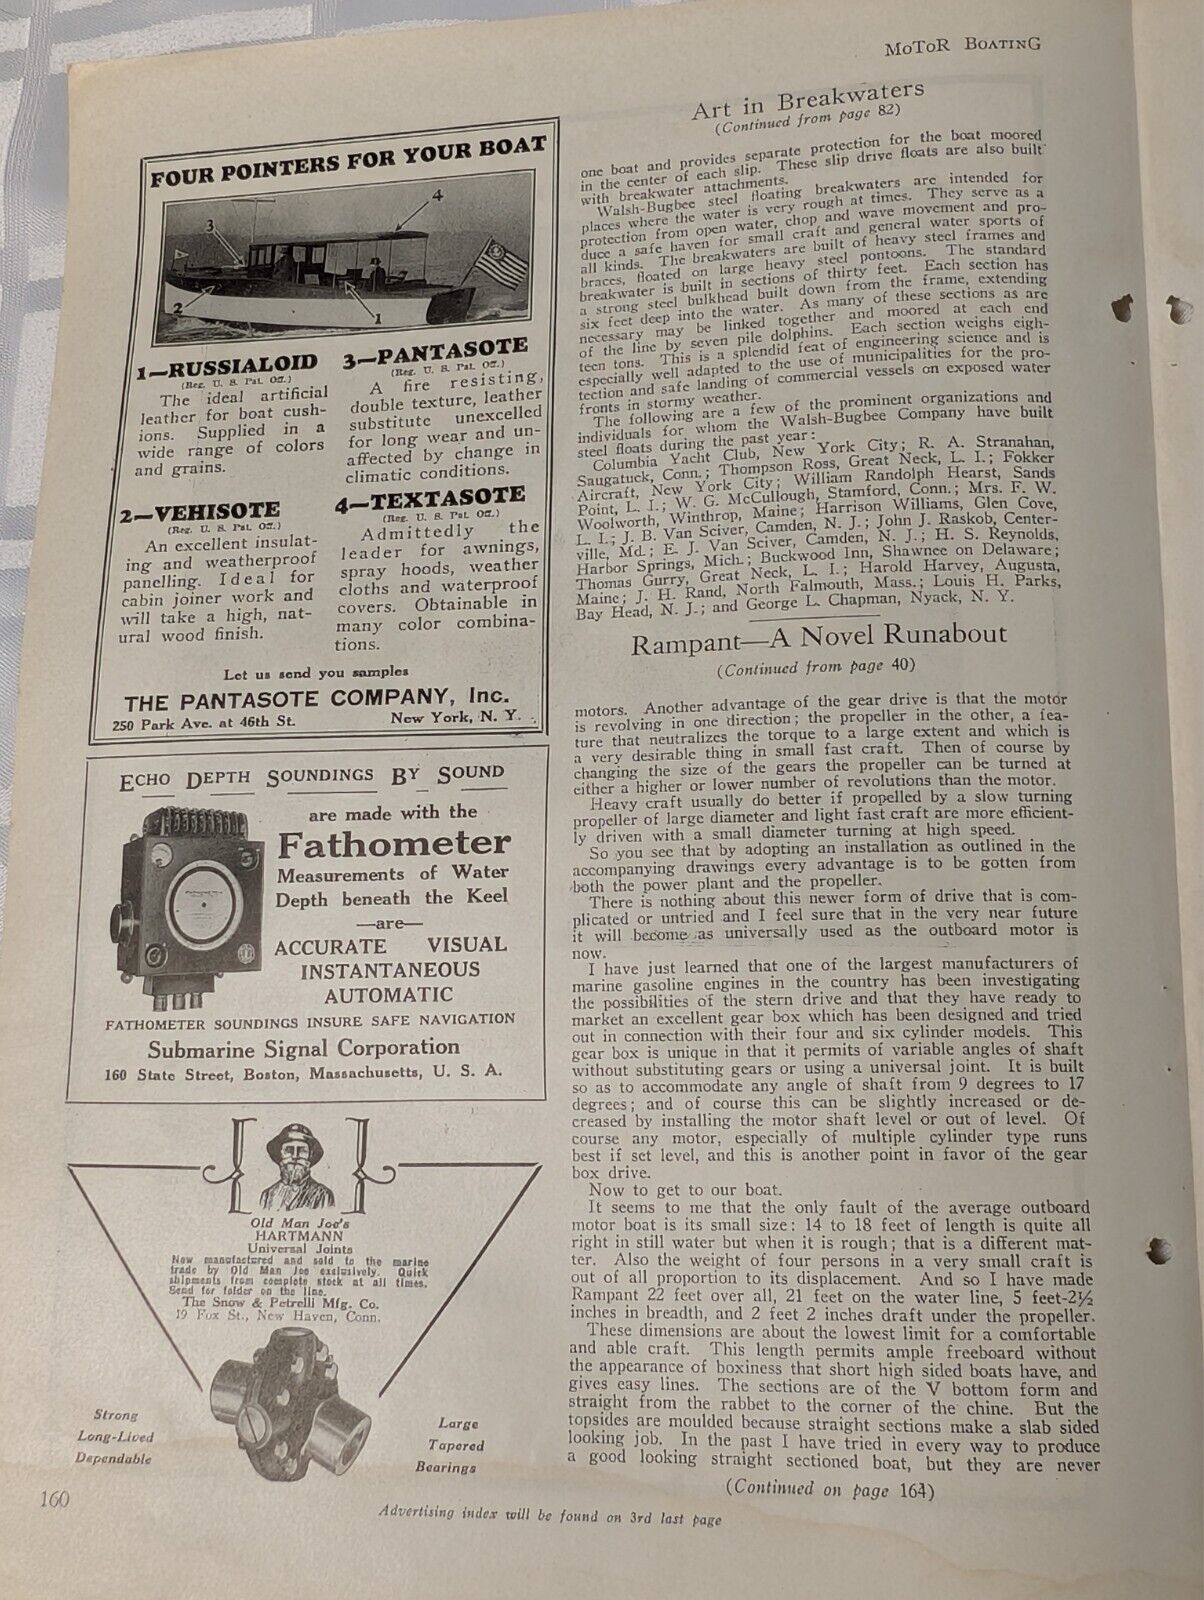 MoToR BoatinG
FOUR POINTERS FOR YOUR BOAT
3
4
2
1
1—RUSSIALOID
(Reg. U. S. Pat. Off.)
The ideal artificial
leather for boat cush-
ions. Supplied in a
wide range of colors
and grains.
2—VEHISOTE
(Reg. U. S. Pat. Off.)
An excellent insulat-
ing and weatherproof
panelling. Ideal for
cabin joiner work and
will take a high, nat-
ural wood finish.
3—PANTASOTE
(Reg. U. S. Pat. Off.)
A fire resisting,
double texture, leather
substitute unexcelled
for long wear and un-
affected by change in
climatic conditions.
4—TEXTASOTE
(Reg. U. S. Pat. Off.)
Admittedly the
leader for awnings,
spray hoods, weather
cloths and waterproof
covers. Obtainable in
many color combina-
tions.
Let us send you samples
THE PANTASOTE COMPANY, Inc.
250 Park Ave. at 46th St. New York, N. Y.
Echo Depth Soundings By Sound
are made with the
Fathometer
Measurements of Water
Depth beneath the Keel
—are—
ACCURATE VISUAL
INSTANTANEOUS
AUTOMATIC
FATHOMETER SOUNDINGS INSURE SAFE NAVIGATION
Submarine Signal Corporation
160 State Street, Boston, Massachusetts, U. S. A.
Old Man Joe's
HARTMANN
Universal Joints
Now manufactured and sold to the marine
trade by Old Man Joe exclusively. Quick
shipments from complete stock at all times.
Send for folder on the line.
The Snow & Petrelli Mfg. Co.
19 Fox St., New Haven, Conn.
Strong
Long-Lived
Dependable
Large
Tapered
Bearings
Art in Breakwaters
(Continued from page 82)
one boat and provides separate protection for the boat moored
in the center of each slip. These slip drive floats are also built
with breakwater attachments.
Walsh-Bugbee steel floating breakwaters are intended for
places where the water is very rough at times. They serve as a
protection from open water, chop and wave movement and pro-
duce a safe haven for small craft and general water sports of
all kinds. The breakwaters are built of heavy steel frames and
braces, floated on large heavy steel pontoons. The standard
breakwater is built in sections of thirty feet. Each section has
a strong steel bulkhead built down from the frame, extending
six feet deep into the water. As many of these sections as are
necessary may be linked together and moored at each end
of the line by seven pile dolphins. Each section weighs eigh-
teen tons. This is a splendid feat of engineering science and is
especially well adapted to the use of municipalities for the pro-
tection and safe landing of commercial vessels on exposed water
fronts in stormy weather.
The following are a few of the prominent organizations and
individuals for whom the Walsh-Bugbee Company have built
steel floats during the past year:
Columbia Yacht Club, New York City; R. A. Stranahan,
Saugatuck, Conn.; Thompson Ross, Great Neck, L. I.; Fokker
Aircraft, New York City; William Randolph Hearst, Sands
Point, L. I.; W. G. McCullough, Stamford, Conn.; Mrs. F. W.
Woolworth, Winthrop, Maine; Harrison Williams, Glen Cove,
L. I.; J. B. Van Sciver, Camden, N. J.; John J. Raskob, Center-
ville, Md.; E. J. Van Sciver, Camden, N. J.; H. S. Reynolds,
Harbor Springs, Mich.; Buckwood Inn, Shawnee on Delaware;
Thomas Gurry, Great Neck, L. I.; Harold Harvey, Augusta,
Maine; J. H. Rand, North Falmouth, Mass.; Louis H. Parks,
Bay Head, N. J.; and George L. Chapman, Nyack, N. Y.
Rampant—A Novel Runabout
(Continued from page 40)
motors. Another advantage of the gear drive is that the motor
is revolving in one direction; the propeller in the other, a fea-
ture that neutralizes the torque to a large extent and which is
a very desirable thing in small fast craft. Then of course by
changing the size of the gears the propeller can be turned at
either a higher or lower number of revolutions than the motor.
Heavy craft usually do better if propelled by a slow turning
propeller of large diameter and light fast craft are more efficient-
ly driven with a small diameter turning at high speed.
So you see that by adopting an installation as outlined in the
accompanying drawings every advantage is to be gotten from
both the power plant and the propeller.
There is nothing about this newer form of drive that is com-
plicated or untried and I feel sure that in the very near future
it will become as universally used as the outboard motor is
now.
I have just learned that one of the largest manufacturers of
marine gasoline engines in the country has been investigating
the possibilities of the stern drive and that they have ready to
market an excellent gear box which has been designed and tried
out in connection with their four and six cylinder models. This
gear box is unique in that it permits of variable angles of shaft
without substituting gears or using a universal joint. It is built
so as to accommodate any angle of shaft from 9 degrees to 17
degrees; and of course this can be slightly increased or de-
creased by installing the motor shaft level or out of level. Of
course any motor, especially of multiple cylinder type runs
best if set level, and this is another point in favor of the gear
box drive.
Now to get to our boat.
It seems to me that the only fault of the average outboard
motor boat is its small size: 14 to 18 feet of length is quite all
right in still water but when it is rough; that is a different mat-
ter. Also the weight of four persons in a very small craft is
out of all proportion to its displacement. And so I have made
Rampant 22 feet over all, 21 feet on the water line, 5 feet-2½
inches in breadth, and 2 feet 2 inches draft under the propeller.
These dimensions are about the lowest limit for a comfortable
and able craft. This length permits ample freeboard without
the appearance of boxiness that short high sided boats have, and
gives easy lines. The sections are of the V bottom form and
straight from the rabbet to the corner of the chine. But the
topsides are moulded because straight sections make a slab sided
looking job. In the past I have tried in every way to produce
a good looking straight sectioned boat, but they are never
(Continued on page 164)
160
Advertising index will be found on 3rd last page